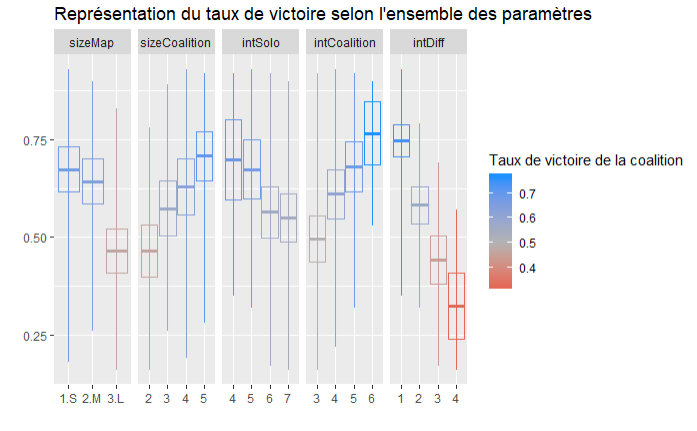 Représentation du taux de victoire selon l'ensemble des paramètres
sizeMap sizeCoalition intSolo intCoalition intDiff
0.75
0.50
0.25
1.S 2.M 3.L 2 3 4 5 4 5 6 7 3 4 5 6 1 2 3 4
Taux de victoire de la coalition
0.7
0.6
0.5
0.4